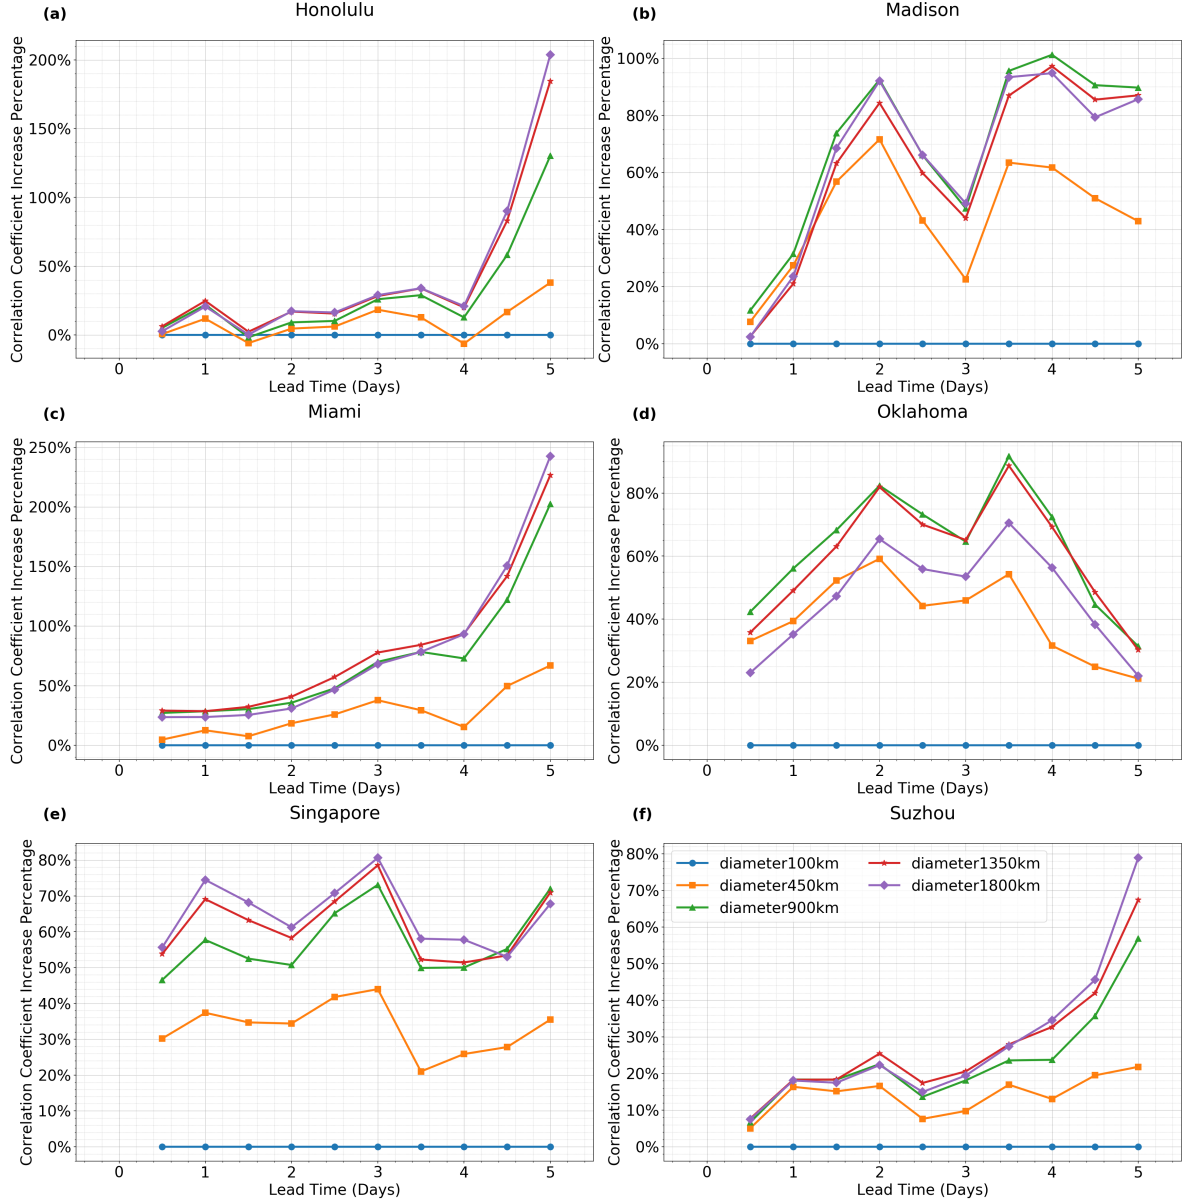 (a)
Honolulu
Correlation Coefficient Increase Percentage
200%
150%
100%
50%
0%
0 1 2 3 4 5
Lead Time (Days)
(b)
Madison
Correlation Coefficient Increase Percentage
100%
80%
60%
40%
20%
0%
0 1 2 3 4 5
Lead Time (Days)
(c)
Miami
Correlation Coefficient Increase Percentage
250%
200%
150%
100%
50%
0%
0 1 2 3 4 5
Lead Time (Days)
(d)
Oklahoma
Correlation Coefficient Increase Percentage
80%
60%
40%
20%
0%
0 1 2 3 4 5
Lead Time (Days)
(e)
Singapore
Correlation Coefficient Increase Percentage
80%
70%
60%
50%
40%
30%
20%
10%
0%
0 1 2 3 4 5
Lead Time (Days)
(f)
Suzhou
Correlation Coefficient Increase Percentage
80%
70%
60%
50%
40%
30%
20%
10%
0%
diameter100km
diameter450km
diameter900km
diameter1350km
diameter1800km
0 1 2 3 4 5
Lead Time (Days)